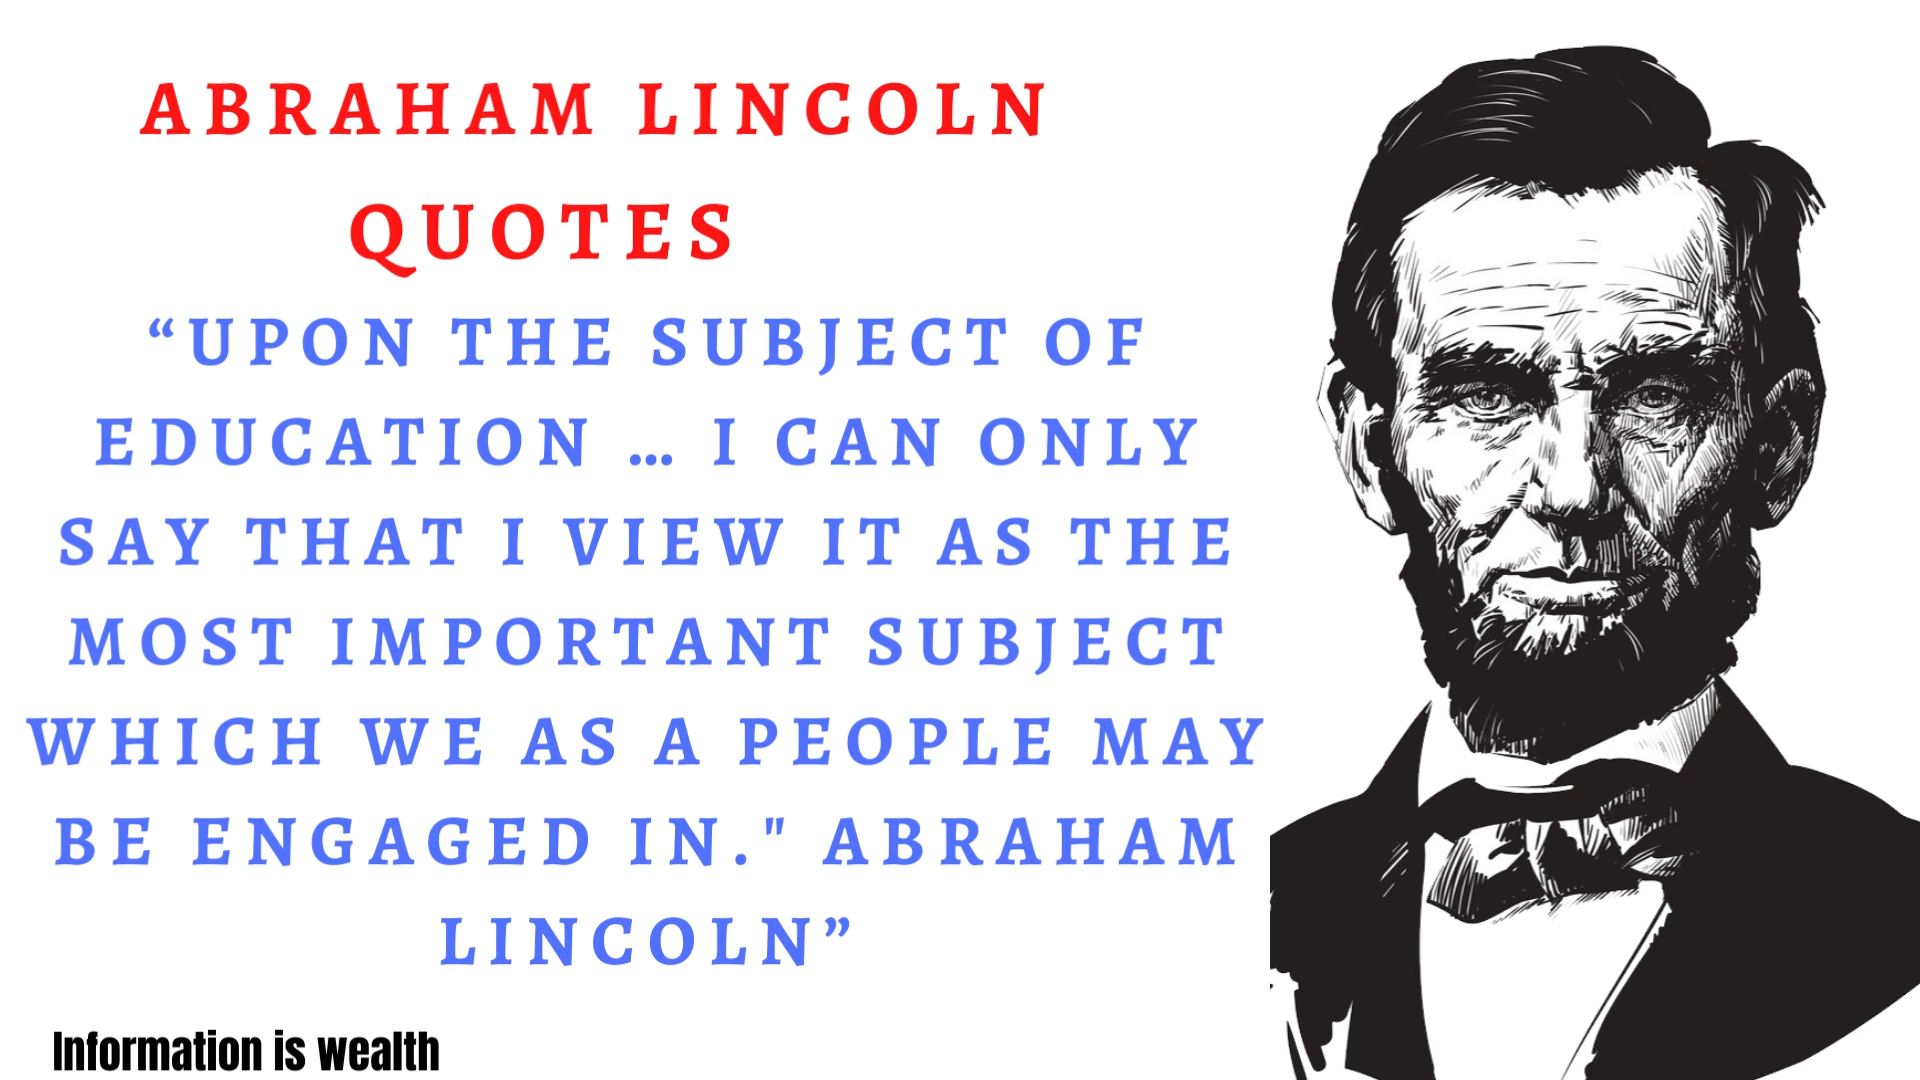 ABRAHAM LINCOLN
QUOTES
“UPON THE SUBJECT OF
EDUCATION … I CAN ONLY
SAY THAT I VIEW IT AS THE
MOST IMPORTANT SUBJECT
WHICH WE AS A PEOPLE MAY
BE ENGAGED IN." ABRAHAM
LINCOLN”
Information is wealth